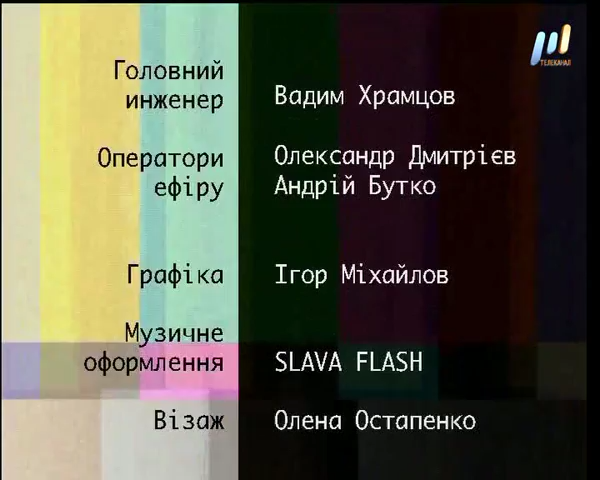 ТЕЛЕКАНАЛ
Головний
инженер Вадим Храмцов
Оператори Олександр Дмитрієв
ефіру Андрій Бутко
Графіка Ігор Міхайлов
Музичне
оформлення SLAVA FLASH
Візаж Олена Остапенко